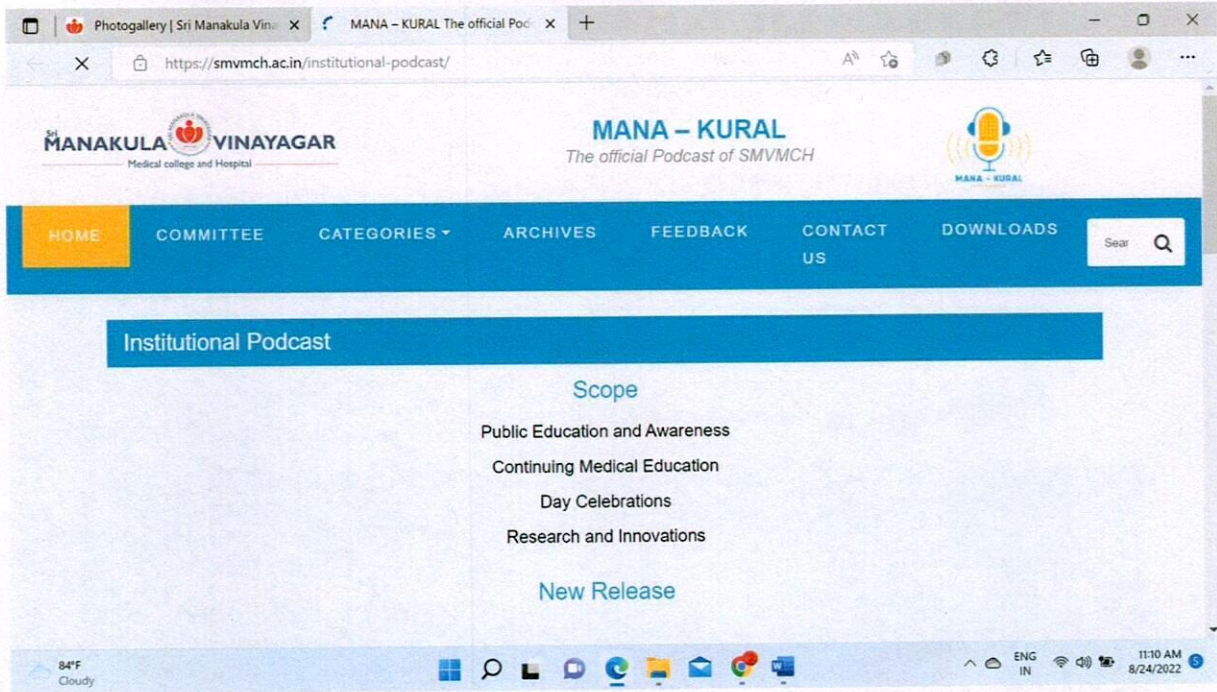 Photogallery | Sri Manakula Vina
MANA – KURAL The official Pod
https://smvmch.ac.in/institutional-podcast/
Sri
MANAKULA VINAYAGAR
Medical college and Hospital
MANA – KURAL
The official Podcast of SMVMCH
MANA - KURAL
HOME
COMMITTEE
CATEGORIES
ARCHIVES
FEEDBACK
CONTACT
US
DOWNLOADS
Sear
Institutional Podcast
Scope
Public Education and Awareness
Continuing Medical Education
Day Celebrations
Research and Innovations
New Release
84°F
Cloudy
ENG
IN
11:10 AM
8/24/2022
5